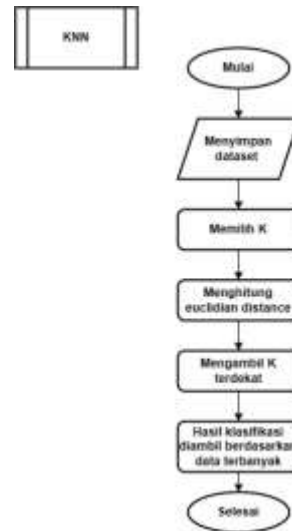 KNN
Mulai
Menyimpan
dataset
Memilih K
Menghitung
euclidian distance
Mengambil K
terdekat
Hasil klasifikasi
diambil berdasarkan
data terbanyak
Selesai